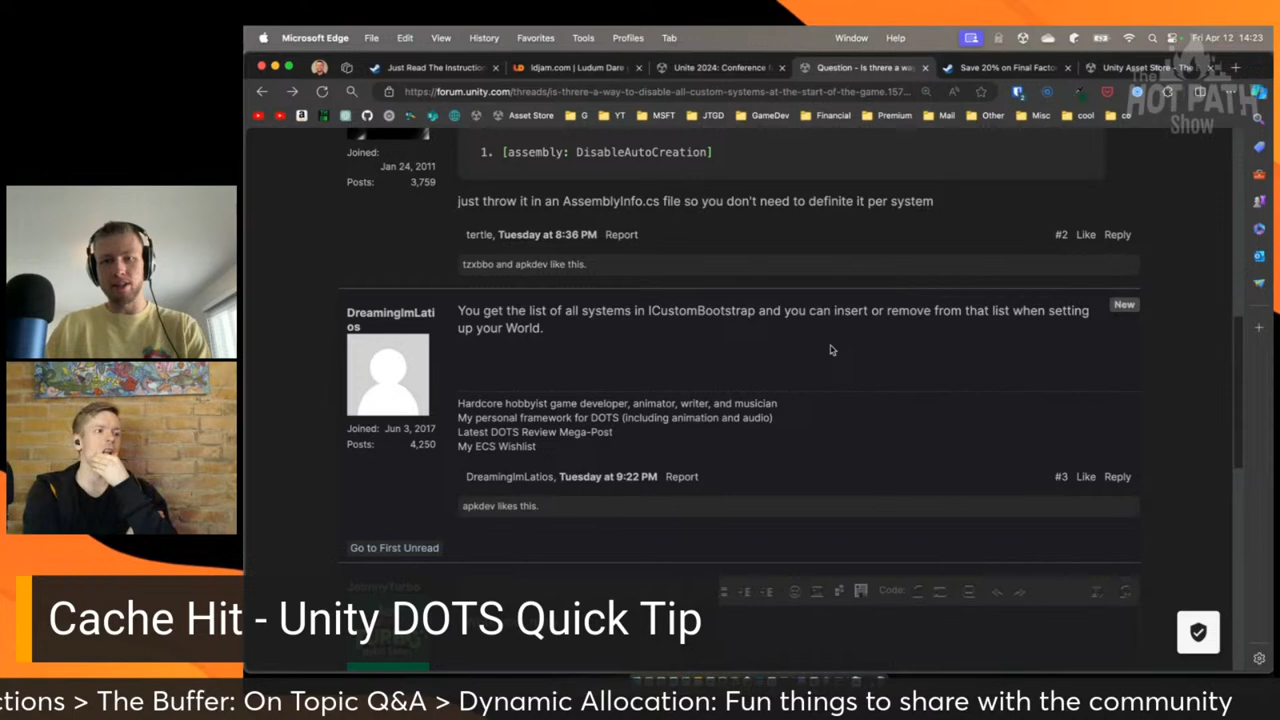 Microsoft Edge File Edit View History Favorites Tools Profiles Tab Window Help Fri Apr 12 14:23
Just Read The Instruction
ldjam.com | Ludum Dare
Unite 2024: Conference
Question - Is threre a wa
Save 20% on Final Facto
Unity Asset Store - The
The
HOT PATH
Show
https://forum.unity.com/threads/is-threre-a-way-to-disable-all-custom-systems-at-the-start-of-the-game.157...
Asset Store G YT MSFT JTGD GameDev Financial Premium Mail Other Misc cool co
Joined:
Jan 24, 2011
Posts: 3,759
1. [assembly: DisableAutoCreation]
just throw it in an AssemblyInfo.cs file so you don't need to definite it per system
tertle, Tuesday at 8:36 PM Report #2 Like Reply
tzxbbo and apkdev like this.
DreamingImLati
os
Joined: Jun 3, 2017
Posts: 4,250
New
You get the list of all systems in ICustomBootstrap and you can insert or remove from that list when setting
up your World.
Hardcore hobbyist game developer, animator, writer, and musician
My personal framework for DOTS (including animation and audio)
Latest DOTS Review Mega-Post
My ECS Wishlist
DreamingImLatios, Tuesday at 9:22 PM Report #3 Like Reply
apkdev likes this.
Go to First Unread
JohnnyTurbo
Code:
Cache Hit - Unity DOTS Quick Tip
ctions > The Buffer: On Topic Q&A > Dynamic Allocation: Fun things to share with the community